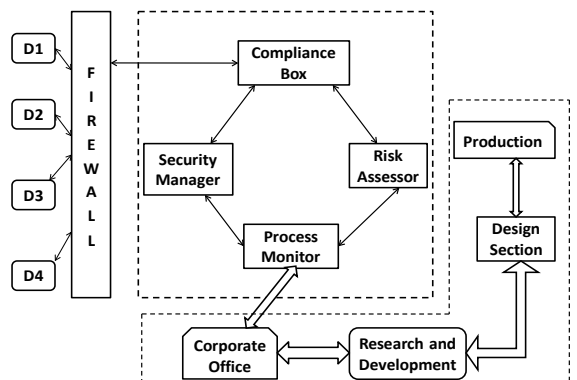 D1
D2
D3
D4
F
I
R
E
W
A
L
L
Compliance
Box
Security
Manager
Risk
Assessor
Process
Monitor
Production
Design
Section
Corporate
Office
Research and
Development